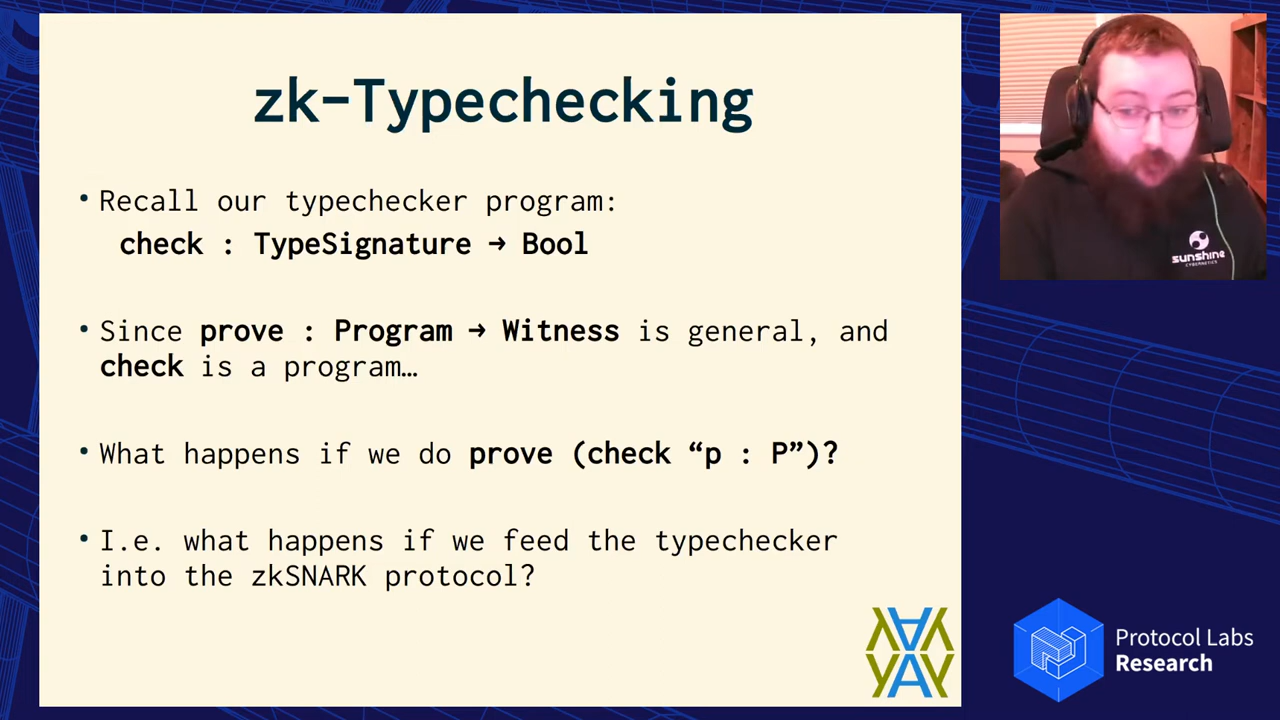 zk-Typechecking
• Recall our typechecker program:
check : TypeSignature → Bool
• Since prove : Program → Witness is general, and
check is a program…
• What happens if we do prove (check “p : P”)?
• I.e. what happens if we feed the typechecker
into the zkSNARK protocol?
sunshine
CYBERNETICS
Protocol Labs
Research